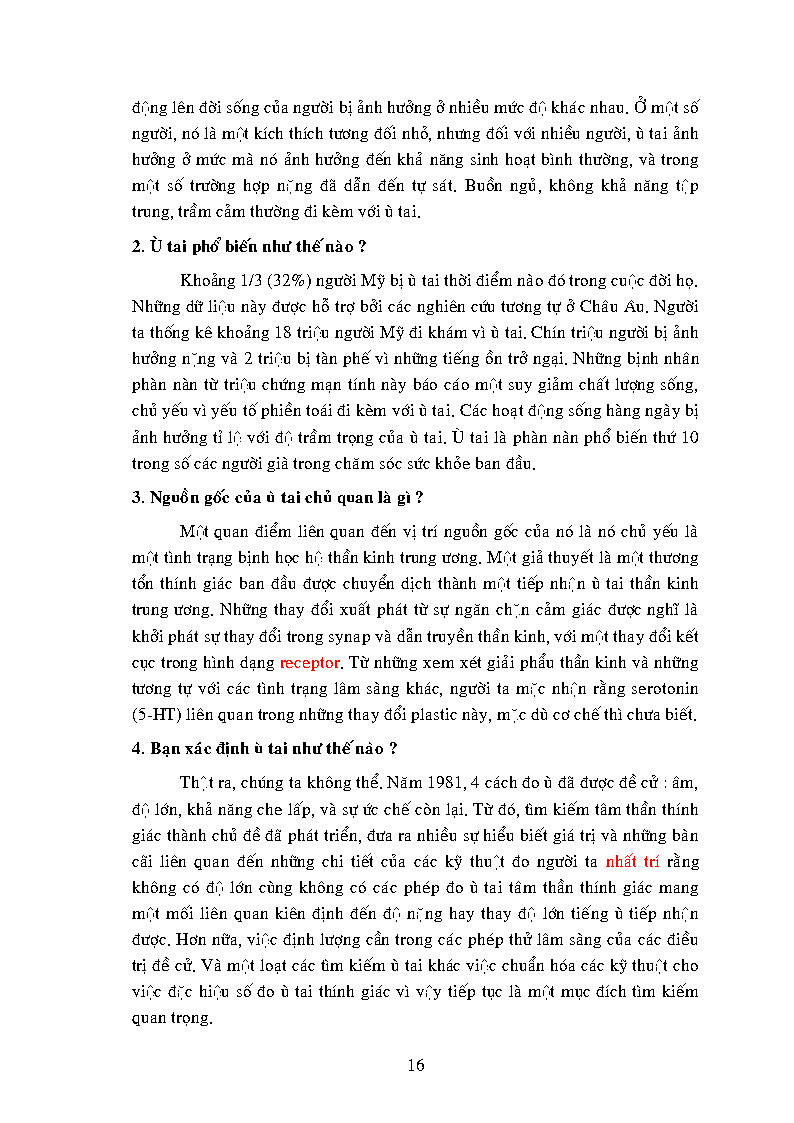 động lên đời sống của người bị ảnh hưởng ở nhiều mức độ khác nhau. Ở một số
người, nó là một kích thích tương đối nhỏ, nhưng đối với nhiều người, ù tai ảnh
hưởng ở mức mà nó ảnh hưởng đến khả năng sinh hoạt bình thường, và trong
một số trường hợp nặng đã dẫn đến tự sát. Buồn ngủ, không khả năng tập
trung, trầm cảm thường đi kèm với ù tai.
2. Ù tai phổ biến như thế nào ?
Khoảng 1/3 (32%) người Mỹ bị ù tai thời điểm nào đó trong cuộc đời họ.
Những dữ liệu này được hỗ trợ bởi các nghiên cứu tương tự ở Châu Âu. Người
ta thống kê khoảng 18 triệu người Mỹ đi khám vì ù tai. Chín triệu người bị ảnh
hưởng nặng và 2 triệu bị tàn phế vì những tiếng ồn trở ngại. Những bịnh nhân
phàn nàn từ triệu chứng mạn tính này báo cáo một suy giảm chất lượng sống,
chủ yếu vì yếu tố phiền toái đi kèm với ù tai. Các hoạt động sống hàng ngày bị
ảnh hưởng tỉ lệ với độ trầm trọng của ù tai. Ù tai là phàn nàn phổ biến thứ 10
trong số các người già trong chăm sóc sức khỏe ban đầu.
3. Nguồn gốc của ù tai chủ quan là gì ?
Một quan điểm liên quan đến vị trí nguồn gốc của nó là nó chủ yếu là
một tình trạng bịnh học hệ thần kinh trung ương. Một giả thuyết là một thương
tổn thính giác ban đầu được chuyển dịch thành một tiếp nhận ù tai thần kinh
trung ương. Những thay đổi xuất phát từ sự ngăn chặn cảm giác được nghĩ là
khởi phát sự thay đổi trong synap và dẫn truyền thần kinh, với một thay đổi kết
cục trong hình dạng receptor. Từ những xem xét giải phẩu thần kinh và những
tương tự với các tình trạng lâm sàng khác, người ta mặc nhận rằng serotonin
(5-HT) liên quan trong những thay đổi plastic này, mặc dù cơ chế thì chưa biết.
4. Bạn xác định ù tai như thế nào ?
Thật ra, chúng ta không thể. Năm 1981, 4 cách đo ù đã được đề cử : âm,
độ lớn, khả năng che lấp, và sự ức chế còn lại. Từ đó, tìm kiếm tâm thần thính
giác thành chủ đề đã phát triển, đưa ra nhiều sự hiểu biết giá trị và những bàn
cãi liên quan đến những chi tiết của các kỹ thuật đo người ta nhất trí rằng
không có độ lớn cùng không có các phép đo ù tai tâm thần thính giác mang
một mối liên quan kiên định đến độ nặng hay thay độ lớn tiếng ù tiếp nhận
được. Hơn nữa, việc định lượng cần trong các phép thử lâm sàng của các điều
trị đề cử. Và một loạt các tìm kiếm ù tai khác việc chuẩn hóa các kỹ thuật cho
việc đặc hiệu số đo ù tai thính giác vì vậy tiếp tục là một mục đích tìm kiếm
quan trọng.
16